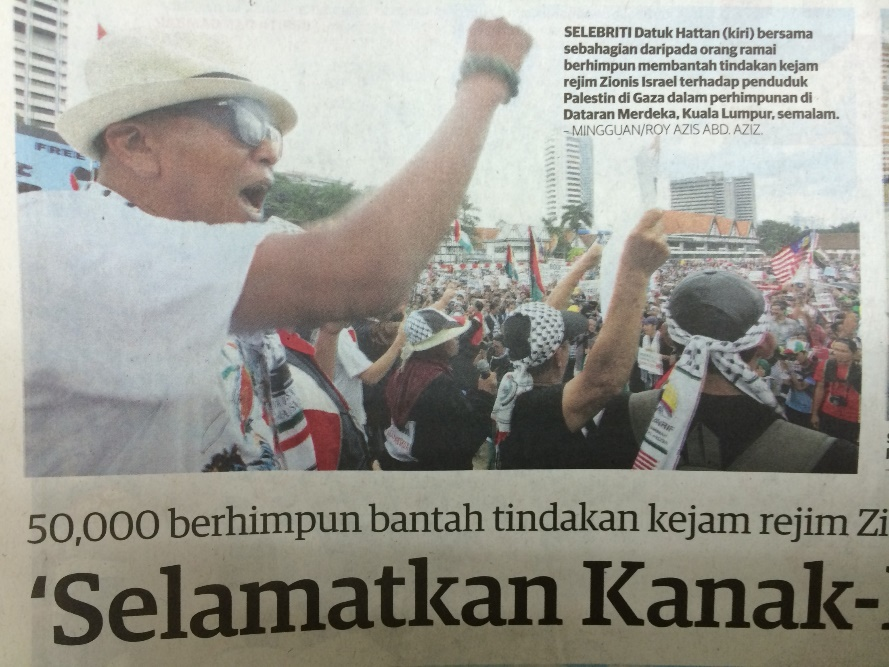 SELEBRITI Datuk Hattan (kiri) bersama
sebahagian daripada orang ramai
berhimpun membantah tindakan kejam
rejim Zionis Israel terhadap penduduk
Palestin di Gaza dalam perhimpunan di
Dataran Merdeka, Kuala Lumpur, semalam.
– MINGGUAN/ROY AZIS ABD. AZIZ.
FREE
50,000 berhimpun bantah tindakan kejam rejim Zi
‘Selamatkan Kanak-